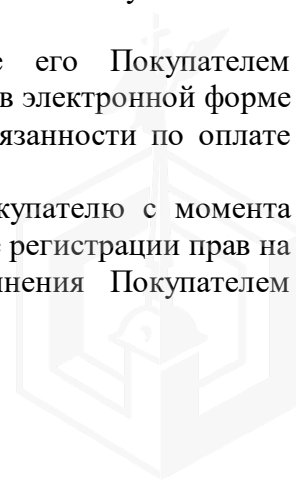 е его Покупателем
в электронной форме
язанности по оплате
купателю с момента
е регистрации прав на
нения Покупателем